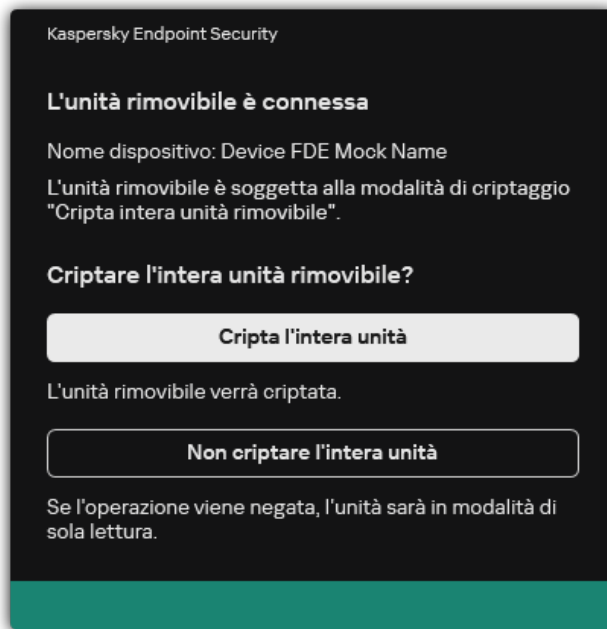 Kaspersky Endpoint Security
L'unità rimovibile è connessa
Nome dispositivo: Device FDE Mock Name
L'unità rimovibile è soggetta alla modalità di criptaggio
"Cripta intera unità rimovibile".
Criptare l'intera unità rimovibile?
Cripta l'intera unità
L'unità rimovibile verrà criptata.
Non criptare l'intera unità
Se l'operazione viene negata, l'unità sarà in modalità di
sola lettura.